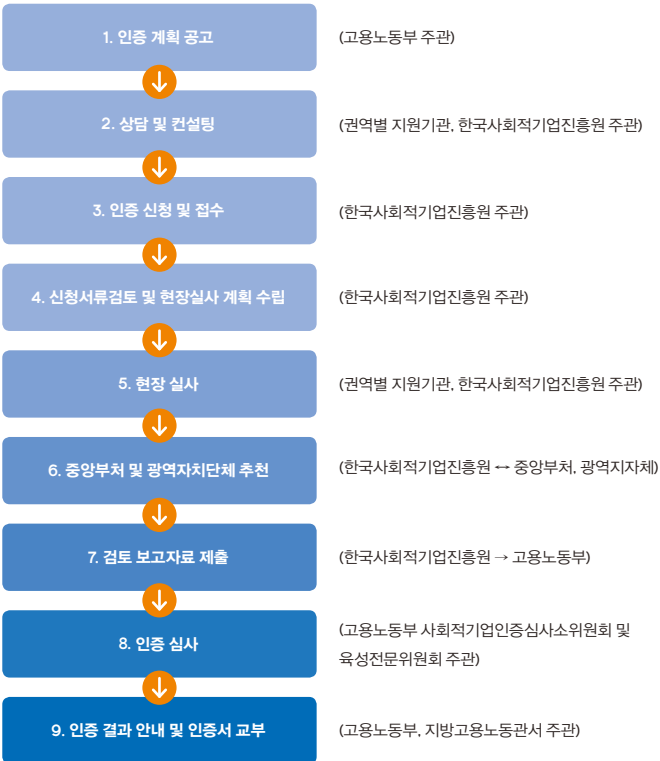 1. 인증 계획 공고
(고용노동부 주관)
2. 상담 및 컨설팅
(권역별 지원기관, 한국사회적기업진흥원 주관)
3. 인증 신청 및 접수
(한국사회적기업진흥원 주관)
4. 신청서류검토 및 현장실사 계획 수립
(한국사회적기업진흥원 주관)
5. 현장 실사
(권역별 지원기관, 한국사회적기업진흥원 주관)
6. 중앙부처 및 광역자치단체 추천
(한국사회적기업진흥원 ↔ 중앙부처, 광역지자체)
7. 검토 보고자료 제출
(한국사회적기업진흥원 → 고용노동부)
8. 인증 심사
(고용노동부 사회적기업인증심사소위원회 및
육성전문위원회 주관)
9. 인증 결과 안내 및 인증서 교부
(고용노동부, 지방고용노동관서 주관)